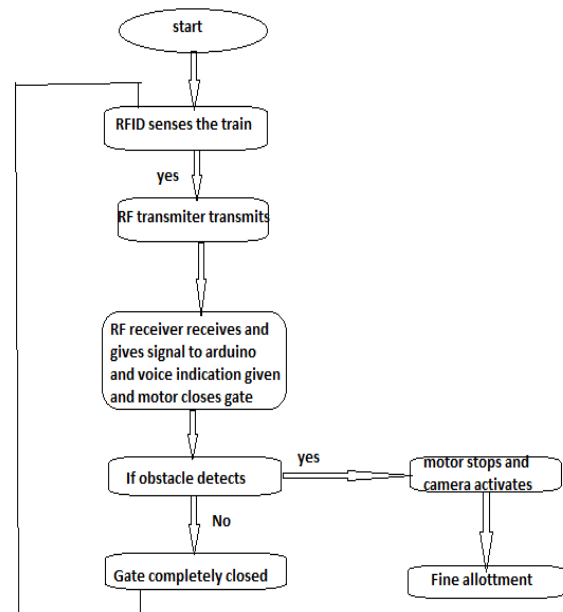 start
RFID senses the train
yes
RF transmiter transmits
RF receiver receives and
gives signal to arduino
and voice indication given
and motor closes gate
If obstacle detects
yes
motor stops and
camera activates
No
Gate completely closed
Fine allottment